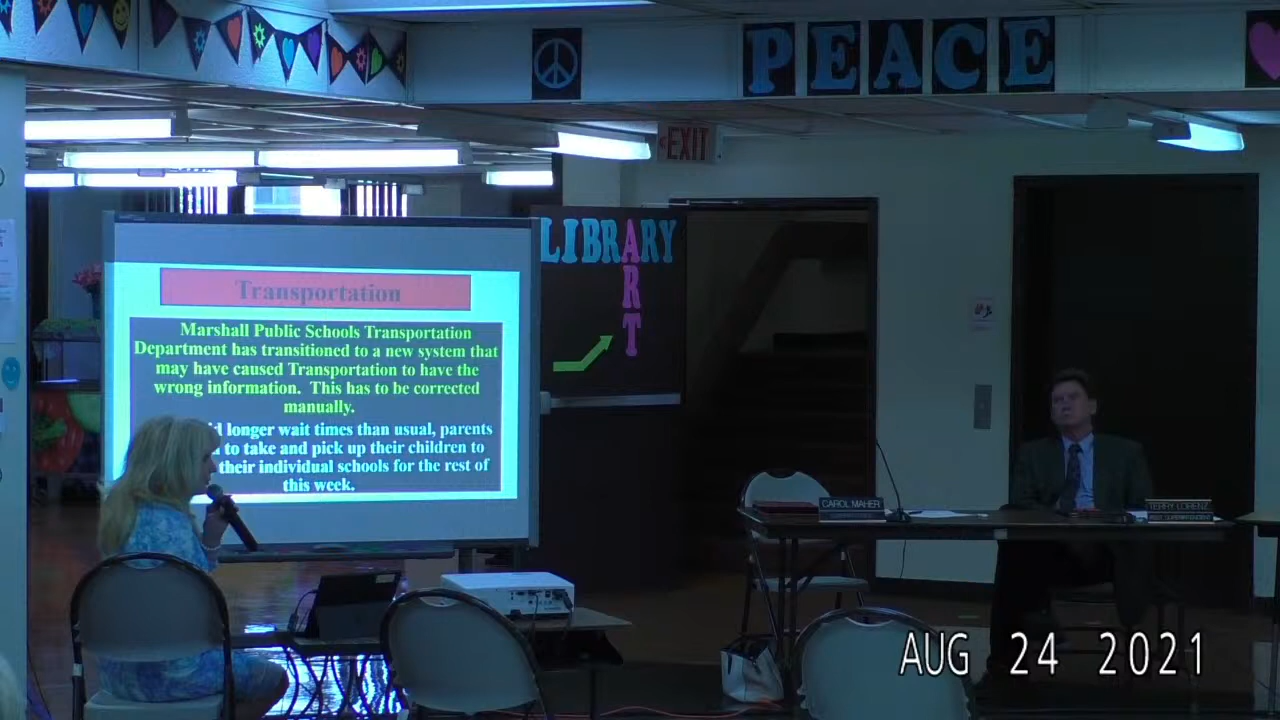 PEACE
EXIT
LIBRARY
ART
Transportation
Marshall Public Schools Transportation
Department has transitioned to a new system that
may have caused Transportation to have the
wrong information. This has to be corrected
manually.
longer wait times than usual, parents
to take and pick up their children to
their individual schools for the rest of
this week.
CAROL MAHER
TERRY LORENZ
AUG 24 2021